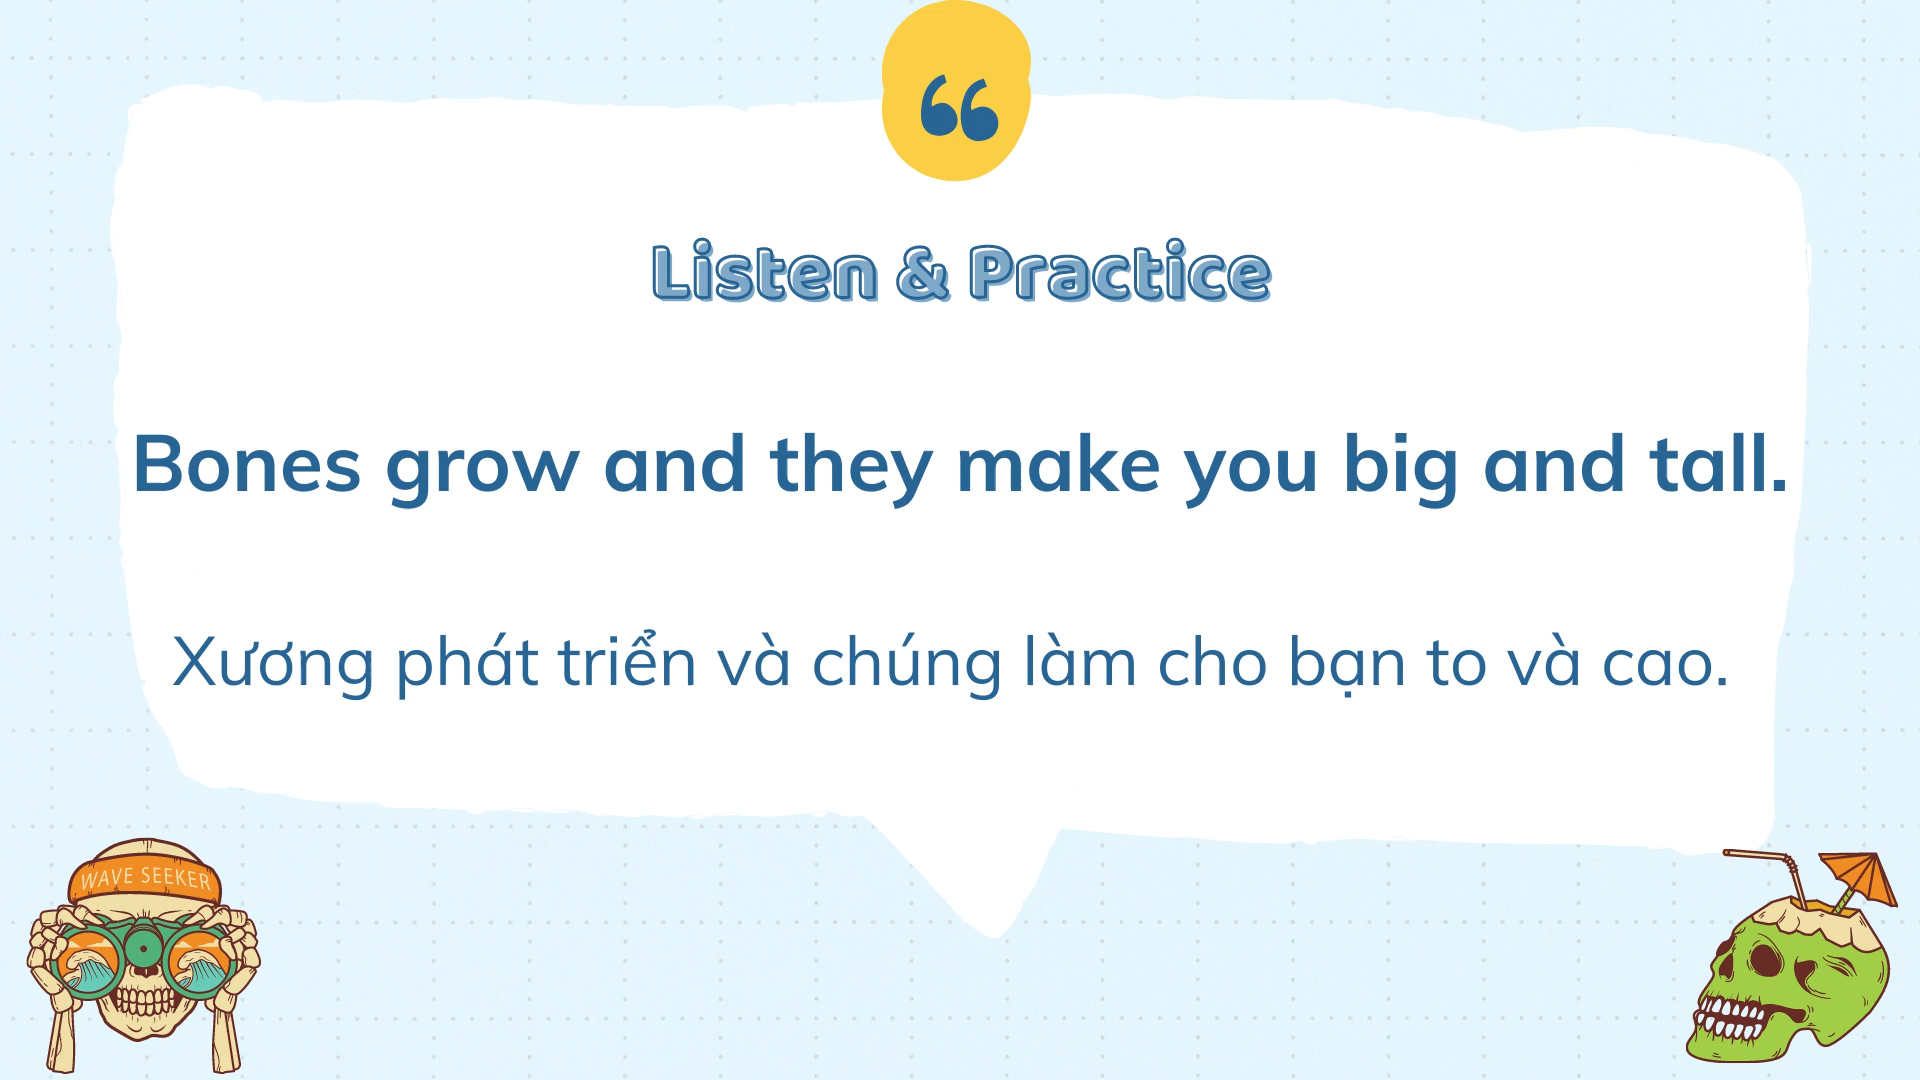 Listen & Practice
Bones grow and they make you big and tall.
Xương phát triển và chúng làm cho bạn to và cao.
WAVE SEEKER